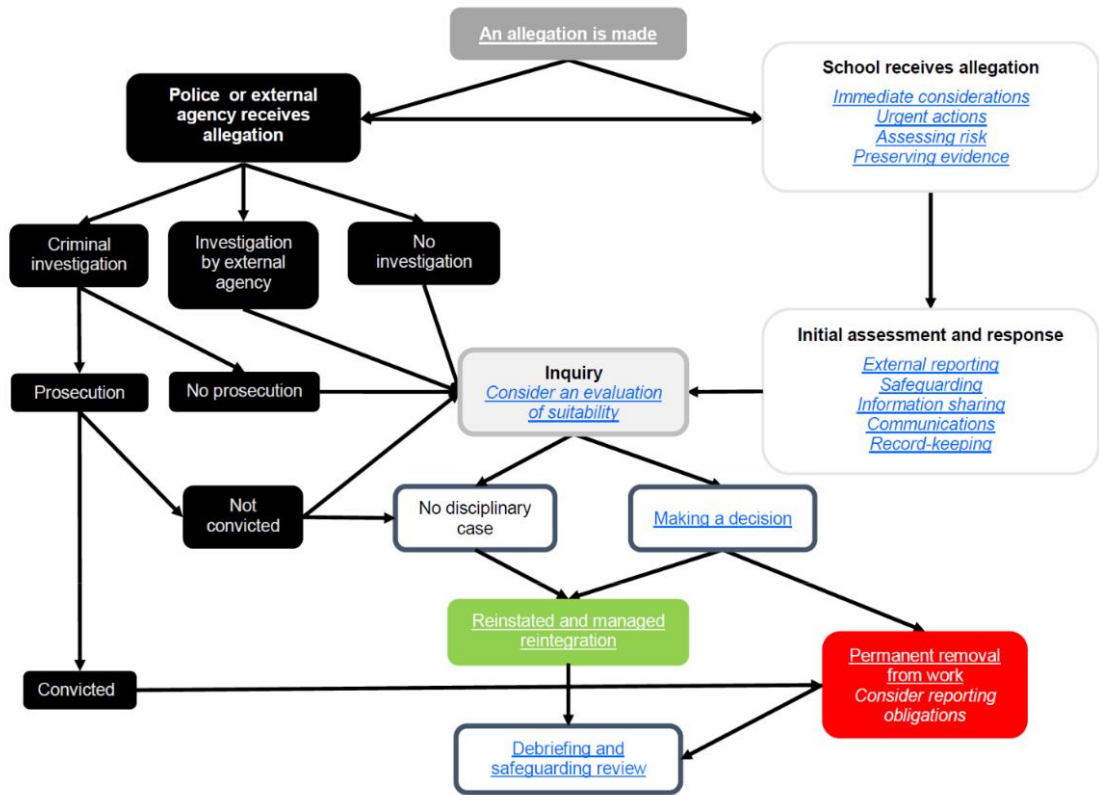 An allegation is made
Police or external
agency receives
allegation
School receives allegation
Immediate considerations
Urgent actions
Assessing risk
Preserving evidence
Criminal
investigation
Investigation
by external
agency
No
investigation
Initial assessment and response
External reporting
Safeguarding
Information sharing
Communications
Record-keeping
Prosecution
No prosecution
Inquiry
Consider an evaluation
of suitability
Not
convicted
No disciplinary
case
Making a decision
Reinstated and managed
reintegration
Convicted
Permanent removal
from work
Consider reporting
obligations
Debriefing and
safeguarding review